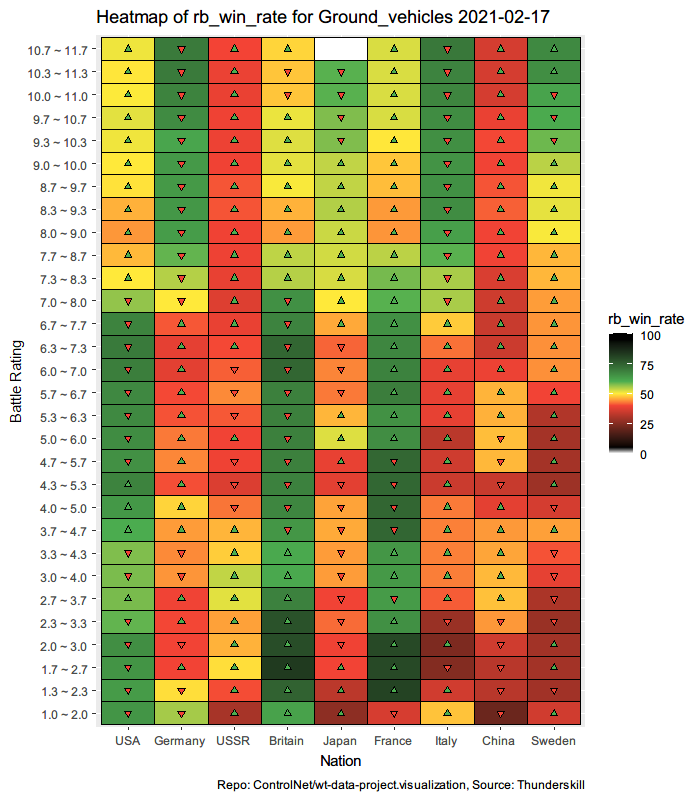 Heatmap of rb_win_rate for Ground_vehicles 2021-02-17
Battle Rating
10.7 ~ 11.7
10.3 ~ 11.3
10.0 ~ 11.0
9.7 ~ 10.7
9.3 ~ 10.3
9.0 ~ 10.0
8.7 ~ 9.7
8.3 ~ 9.3
8.0 ~ 9.0
7.7 ~ 8.7
7.3 ~ 8.3
7.0 ~ 8.0
6.7 ~ 7.7
6.3 ~ 7.3
6.0 ~ 7.0
5.7 ~ 6.7
5.3 ~ 6.3
5.0 ~ 6.0
4.7 ~ 5.7
4.3 ~ 5.3
4.0 ~ 5.0
3.7 ~ 4.7
3.3 ~ 4.3
3.0 ~ 4.0
2.7 ~ 3.7
2.3 ~ 3.3
2.0 ~ 3.0
1.7 ~ 2.7
1.3 ~ 2.3
1.0 ~ 2.0
USA Germany USSR Britain Japan France Italy China Sweden
Nation
rb_win_rate
100
75
50
25
0
Repo: ControlNet/wt-data-project.visualization, Source: Thunderskill